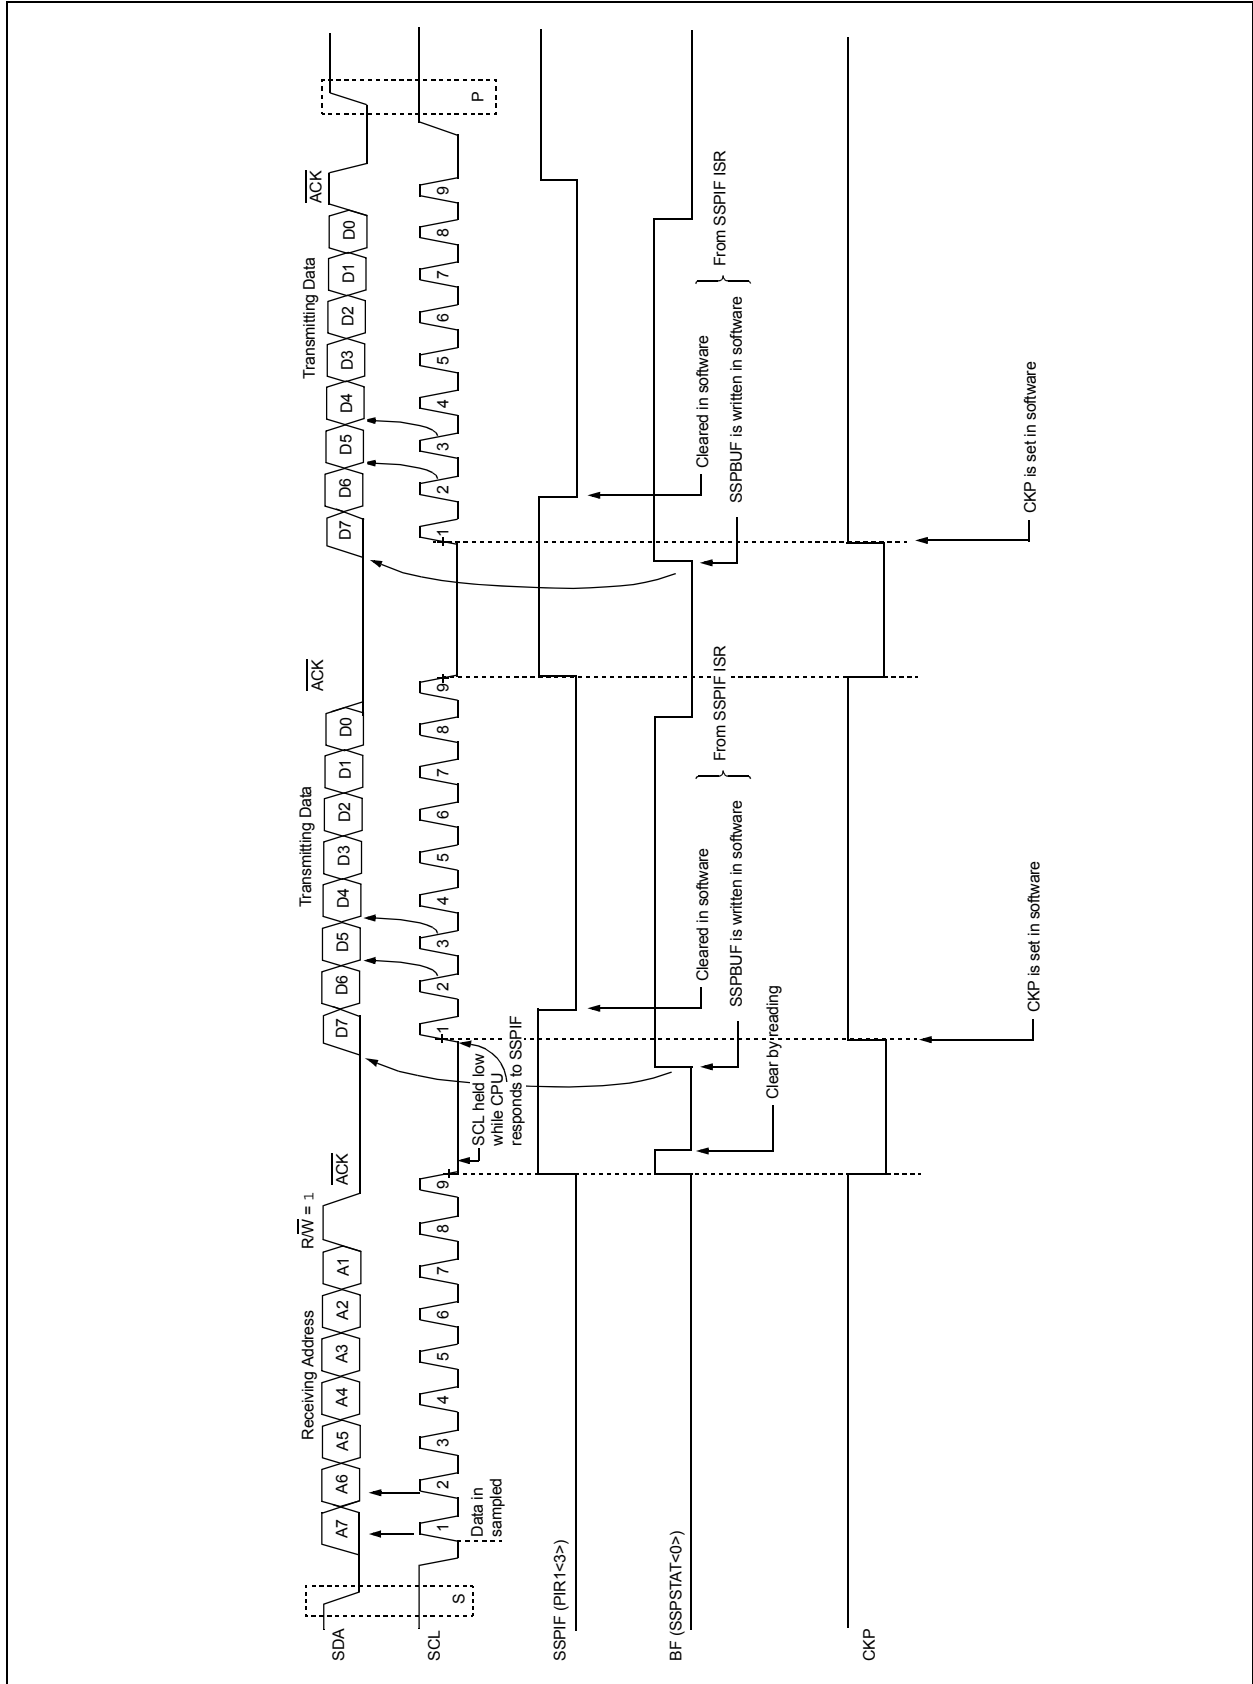 Receiving Address
R/W = 1
ACK
Transmitting Data
ACK
Transmitting Data
ACK
SDA
A7 A6 A5 A4 A3 A2 A1
D7 D6 D5 D4 D3 D2 D1 D0
D7 D6 D5 D4 D3 D2 D1 D0
SCL
1 2 3 4 5 6 7 8 9
1 2 3 4 5 6 7 8 9
1 2 3 4 5 6 7 8 9
S
P
Data in
sampled
SCL held low
while CPU
responds to SSPIF
SSPIF (PIR1<3>)
BF (SSPSTAT<0>)
Cleared in software
SSPBUF is written in software
From SSPIF ISR
Clear by reading
Cleared in software
SSPBUF is written in software
From SSPIF ISR
CKP
CKP is set in software
CKP is set in software